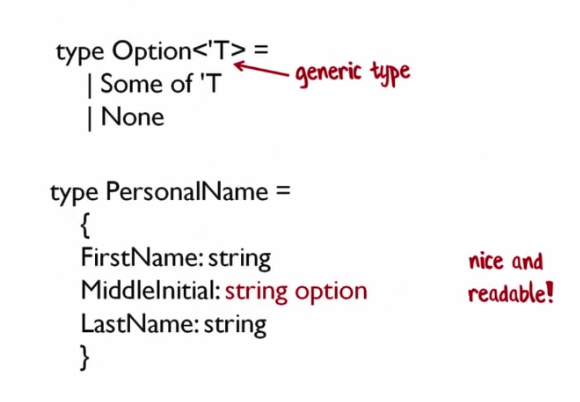 type Option<'T> =
| Some of 'T
| None
generic type
type PersonalName =
{
FirstName: string
MiddleInitial: string option
LastName: string
}
nice and
readable!